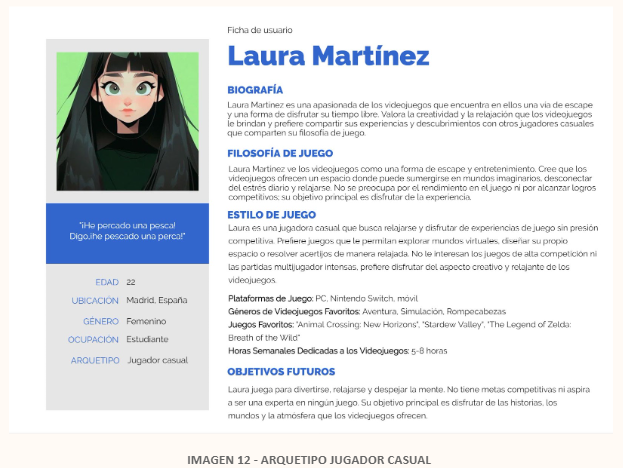 Ficha de usuario
Laura Martínez
"¡He percado una pesca!
Digo,¡he pescado una perca!"
EDAD 22
UBICACIÓN Madrid, España
GÉNERO Femenino
OCUPACIÓN Estudiante
ARQUETIPO Jugador casual
BIOGRAFÍA
Laura Martinez es una apasionada de los videojuegos que encuentra en ellos una vía de escape
y una forma de disfrutar su tiempo libre. Valora la creatividad y la relajación que los videojuegos
le brindan y prefiere compartir sus experiencias y descubrimientos con otros jugadores casuales
que comparten su filosofía de juego.
FILOSOFÍA DE JUEGO
Laura Martinez ve los videojuegos como una forma de escape y entretenimiento. Cree que los
videojuegos ofrecen un espacio donde puede sumergirse en mundos imaginarios, desconectar
del estrés diario y relajarse. No se preocupa por el rendimiento en el juego ni por alcanzar logros
competitivos; su objetivo principal es disfrutar de la experiencia.
ESTILO DE JUEGO
Laura es una jugadora casual que busca relajarse y disfrutar de experiencias de juego sin presión
competitiva. Prefiere juegos que le permitan explorar mundos virtuales, diseñar su propio
espacio o resolver acertijos de manera relajada. No le interesan los juegos de alta competición ni
las partidas multijugador intensas, prefiere disfrutar del aspecto creativo y relajante de los
videojuegos.
Plataformas de Juego: PC, Nintendo Switch, móvil
Géneros de Videojuegos Favoritos: Aventura, Simulación, Rompecabezas
Juegos Favoritos: "Animal Crossing: New Horizons", "Stardew Valley", "The Legend of Zelda:
Breath of the Wild"
Horas Semanales Dedicadas a los Videojuegos: 5-8 horas
OBJETIVOS FUTUROS
Laura juega para divertirse, relajarse y despejar la mente. No tiene metas competitivas ni aspira
a ser una experta en ningún juego. Su objetivo principal es disfrutar de las historias, los
mundos y la atmósfera que los videojuegos ofrecen.
IMAGEN 12 - ARQUETIPO JUGADOR CASUAL